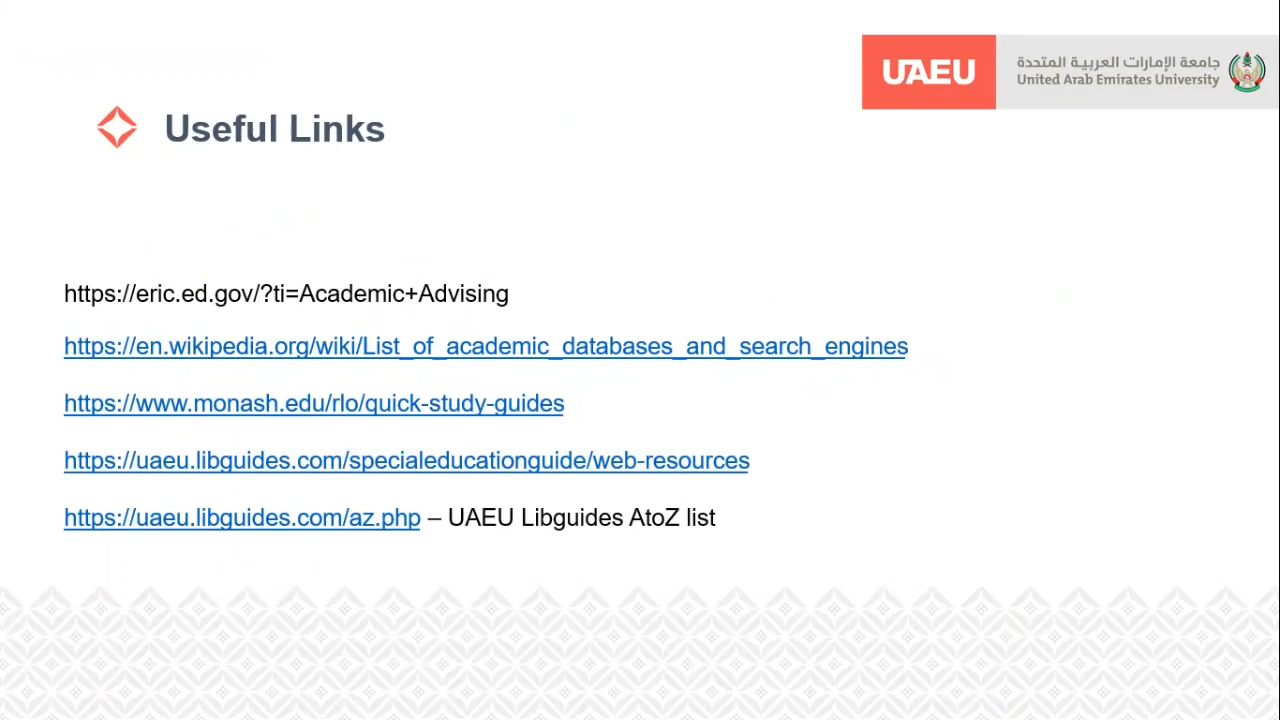 UAEU
جامعة الإمارات العربية المتحدة
United Arab Emirates University
Useful Links
https://eric.ed.gov/?ti=Academic+Advising
https://en.wikipedia.org/wiki/List_of_academic_databases_and_search_engines
https://www.monash.edu/rlo/quick-study-guides
https://uaeu.libguides.com/specialeducationguide/web-resources
https://uaeu.libguides.com/az.php – UAEU Libguides AtoZ list